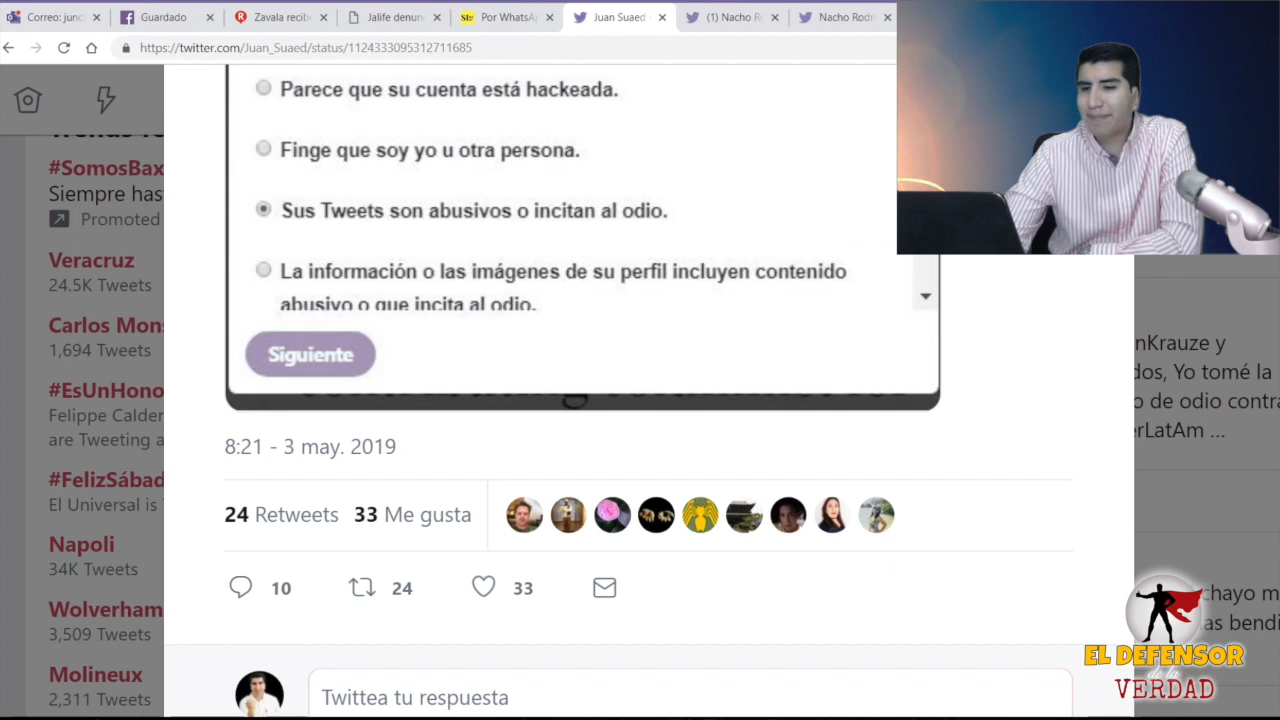 Correo: junc
Guardado
Zavala recibe
Jalife denunc
Por WhatsAp
Juan Suaed
(1) Nacho Ro
Nacho Rodri
https://twitter.com/Juan_Suaed/status/1124333095312711685
#SomosBax
Siempre has
Promoted
Veracruz
24.5K Tweets
Carlos Mons
1,694 Tweets
#EsUnHono
Felippe Calder
are Tweeting a
#FelizSábad
El Universal is
Napoli
34K Tweets
Wolverham
3,509 Tweets
Molineux
2,311 Tweets
Parece que su cuenta está hackeada.
Finge que soy yo u otra persona.
Sus Tweets son abusivos o incitan al odio.
La información o las imágenes de su perfil incluyen contenido
abusivo o que incita al odio.
Siguiente
8:21 - 3 may. 2019
24 Retweets 33 Me gusta
10 24 33
Twittea tu respuesta
nKrauze y
dos, Yo tomé la
o de odio contra
erLatAm ...
chayo m
as bendi
EL DEFENSOR
de la
VERDAD